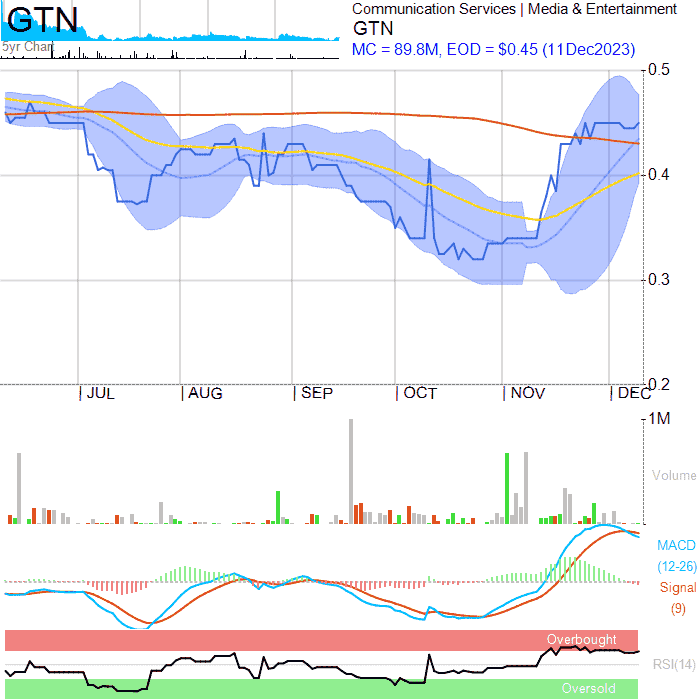 GTN
5yr Chart
Communication Services | Media & Entertainment
GTN
MC = 89.8M, EOD = $0.45 (11Dec2023)
0.5
0.4
0.3
0.2
JUL
AUG
SEP
OCT
NOV
DEC
1M
Volume
MACD
(12-26)
Signal
(9)
Overbought
RSI(14)
Oversold